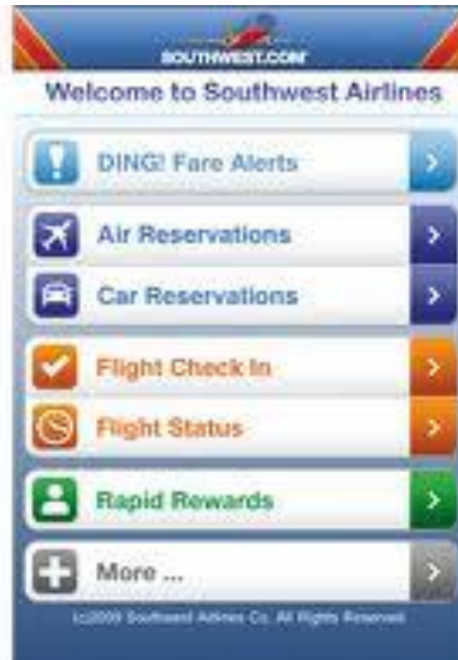 SOUTHWEST.COM
Welcome to Southwest Airlines
DING! Fare Alerts
Air Reservations
Car Reservations
Flight Check In
Flight Status
Rapid Rewards
More ...
(c)2009 Southwest Airlines Co. All Rights Reserved.